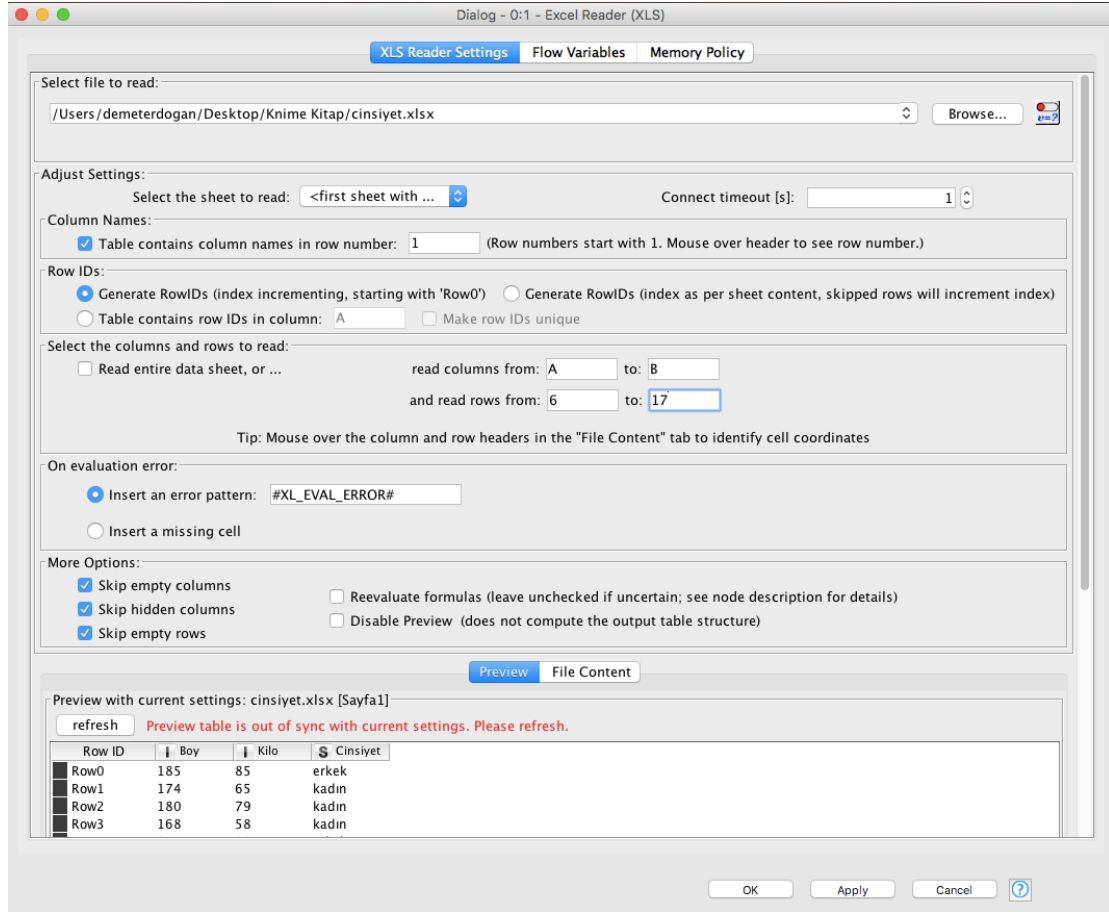 Dialog - 0:1 - Excel Reader (XLS)
XLS Reader Settings Flow Variables Memory Policy
Select file to read:
/Users/demeterdogan/Desktop/Knime Kitap/cinsiyet.xlsx Browse... v=?
Adjust Settings:
Select the sheet to read: <first sheet with ... Connect timeout [s]: 1
Column Names:
Table contains column names in row number: 1 (Row numbers start with 1. Mouse over header to see row number.)
Row IDs:
Generate RowIDs (index incrementing, starting with 'Row0') Generate RowIDs (index as per sheet content, skipped rows will increment index)
Table contains row IDs in column: A Make row IDs unique
Select the columns and rows to read:
Read entire data sheet, or ... read columns from: A to: B
and read rows from: 6 to: 17
Tip: Mouse over the column and row headers in the "File Content" tab to identify cell coordinates
On evaluation error:
Insert an error pattern: #XL_EVAL_ERROR#
Insert a missing cell
More Options:
Skip empty columns
Reevaluate formulas (leave unchecked if uncertain; see node description for details)
Skip hidden columns
Disable Preview (does not compute the output table structure)
Skip empty rows
Preview File Content
Preview with current settings: cinsiyet.xlsx [Sayfa1]
refresh Preview table is out of sync with current settings. Please refresh.
Row ID I Boy I Kilo S Cinsiyet
Row0 185 85 erkek
Row1 174 65 kadın
Row2 180 79 kadın
Row3 168 58 kadın
OK Apply Cancel ?